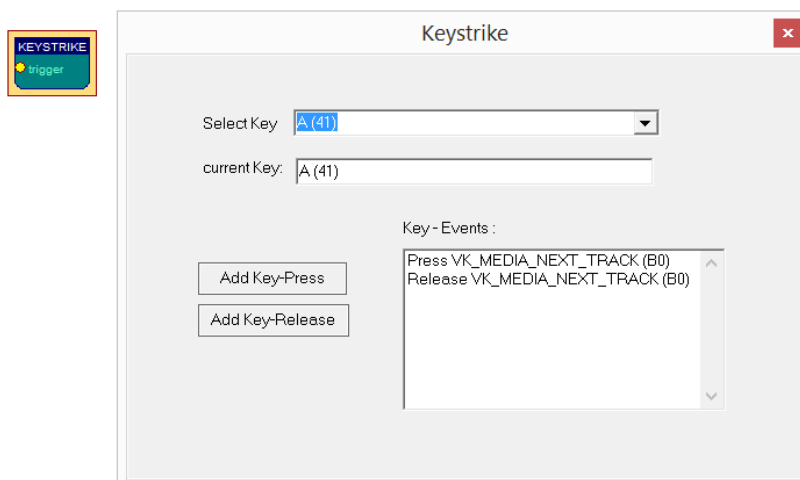 KEYSTRIKE
trigger
Keystrike
Select Key A (41)
current Key: A (41)
Key - Events :
Press VK_MEDIA_NEXT_TRACK (B0)
Release VK_MEDIA_NEXT_TRACK (B0)
Add Key-Press
Add Key-Release